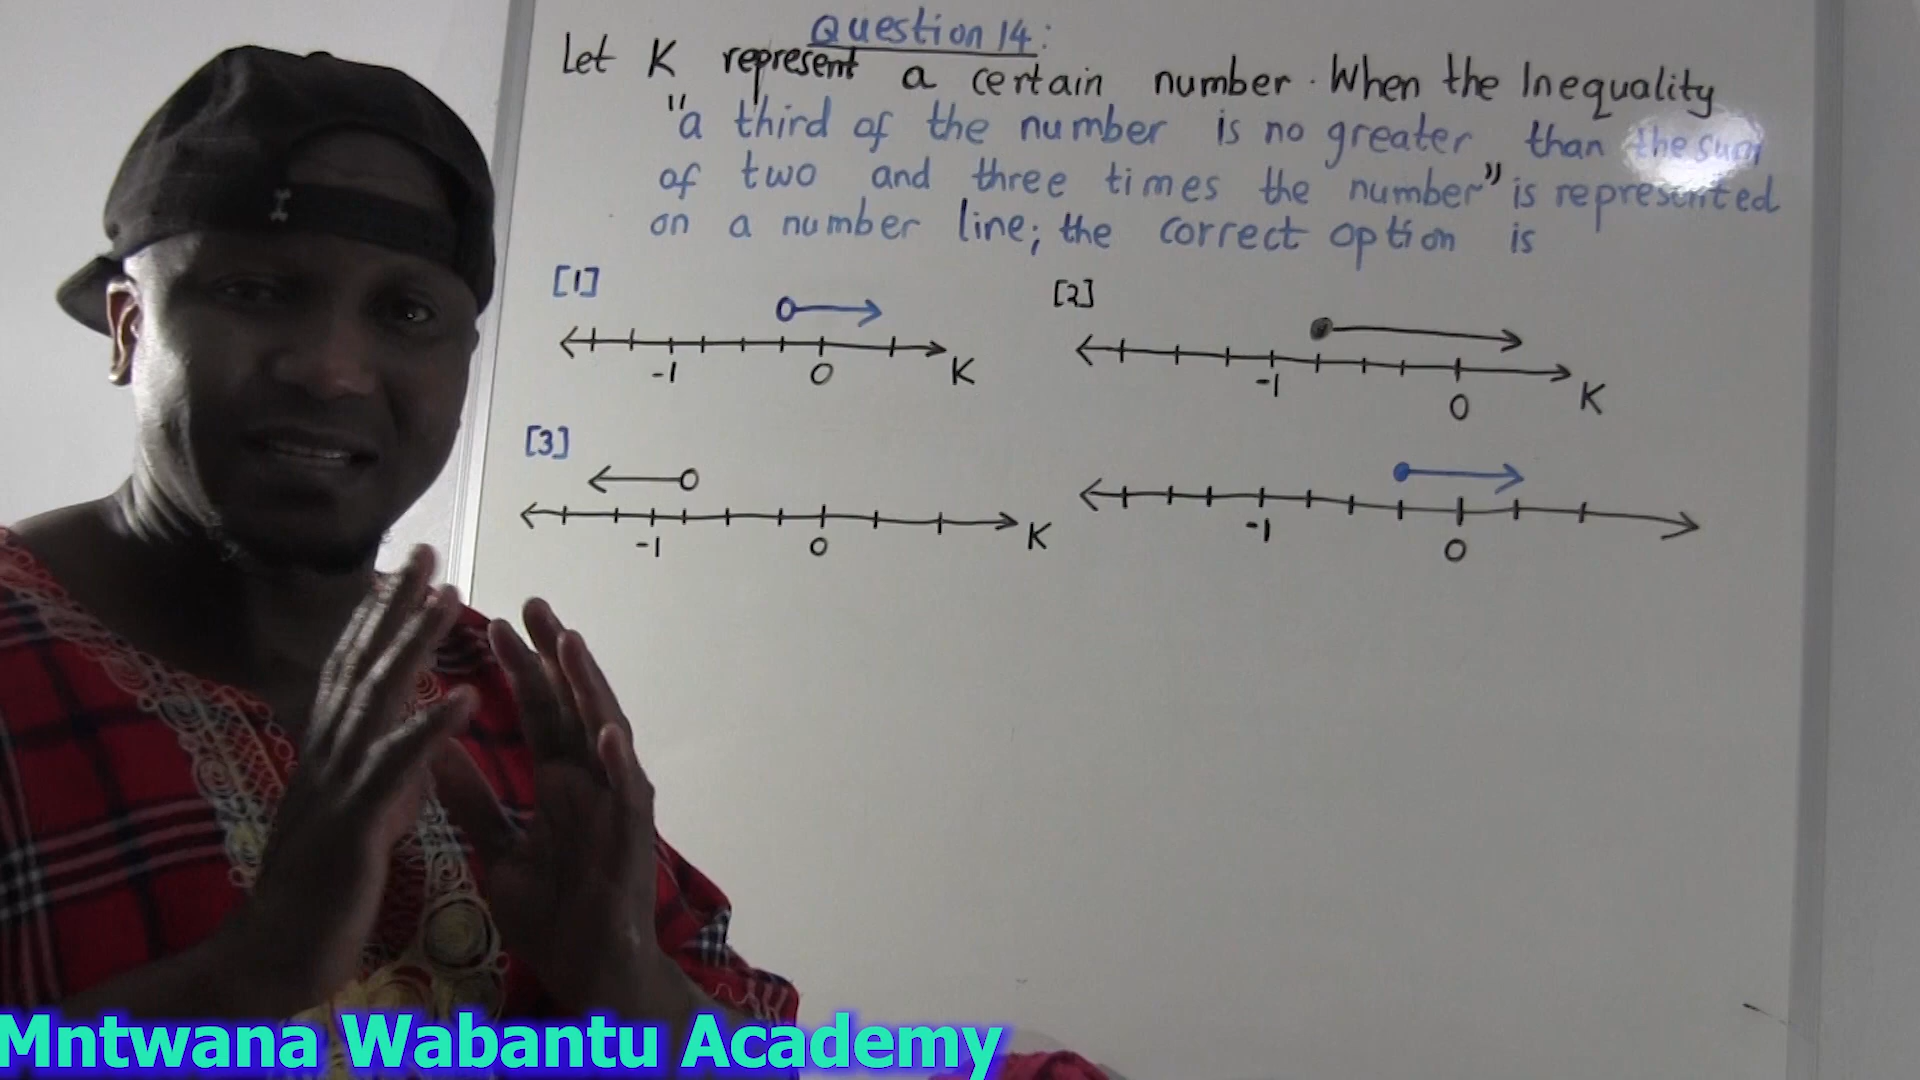 Question 14:
Let K represent a certain number. When the Inequality
"a third of the number is no greater than the sum
of two and three times the number" is represented
on a number line; the correct option is
[1]
-1 0 K
[2]
-1 0 K
[3]
-1 0 K
-1 0
Mntwana Wabantu Academy